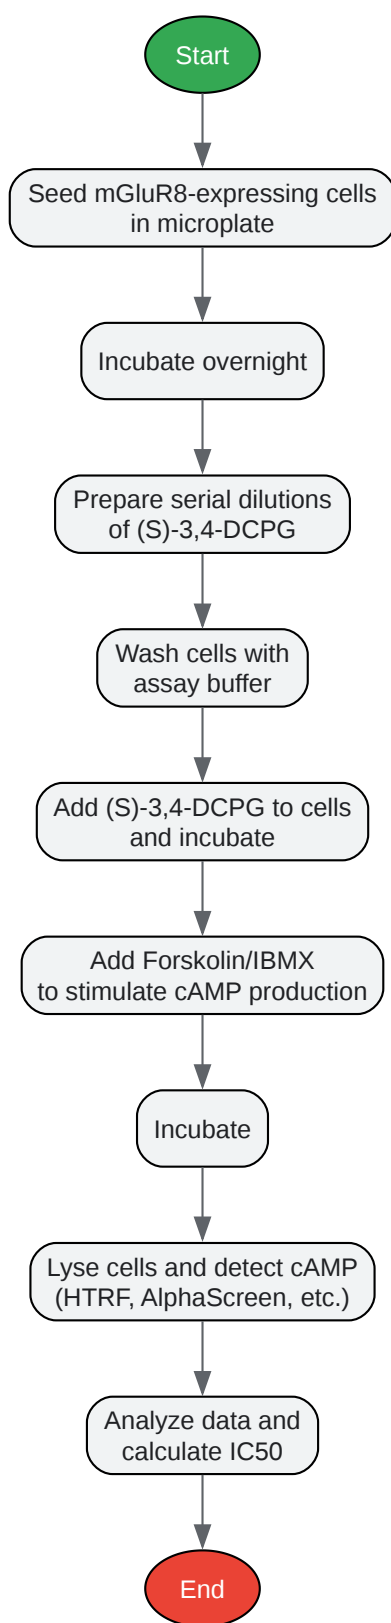 Start
Seed mGluR8-expressing cells
in microplate
Incubate overnight
Prepare serial dilutions
of (S)-3,4-DCPG
Wash cells with
assay buffer
Add (S)-3,4-DCPG to cells
and incubate
Add Forskolin/IBMX
to stimulate cAMP production
Incubate
Lyse cells and detect cAMP
(HTRF, AlphaScreen, etc.)
Analyze data and
calculate IC50
End